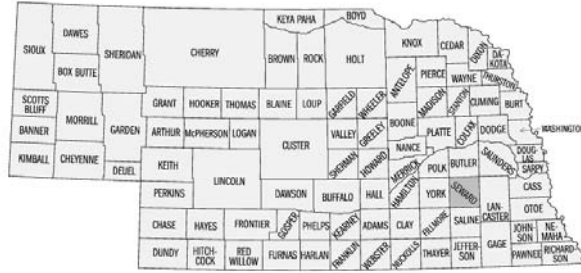 KEYA PAHA
BOYD
SIOUX
DAWES
SHERIDAN
CHERRY
BROWN
ROCK
HOLT
KNOX
CEDAR
DIXON
DA-
KOTA
BOX BUTTE
ANTELOPE
PIERCE
WAYNE
THURSTON
SCOTTS
BLUFF
MORRILL
GARDEN
GRANT
HOOKER
THOMAS
BLAINE
LOUP
GARFIELD
WHEELER
MADISON
STANTON
CUMING
BURT
BANNER
ARTHUR
McPHERSON
LOGAN
CUSTER
VALLEY
GREELEY
BOONE
PLATTE
COLFAX
DODGE
WASHINGTON
KIMBALL
CHEYENNE
DEUEL
KEITH
LINCOLN
SHERMAN
HOWARD
NANCE
MERRICK
POLK
BUTLER
SAUNDERS
DOUG-
LAS
SARPY
PERKINS
DAWSON
BUFFALO
HALL
HAMILTON
YORK
SEWARD
LAN-
CASTER
CASS
OTOE
CHASE
HAYES
FRONTIER
GOSPER
PHELPS
KEARNEY
ADAMS
CLAY
FILLMORE
SALINE
GAGE
JOHN-
SON
NE-
MAHA
DUNDY
HITCH-
COCK
RED
WILLOW
FURNAS
HARLAN
FRANKLIN
WEBSTER
NUCKOLLS
THAYER
JEFFER-
SON
PAWNEE
RICHARD-
SON